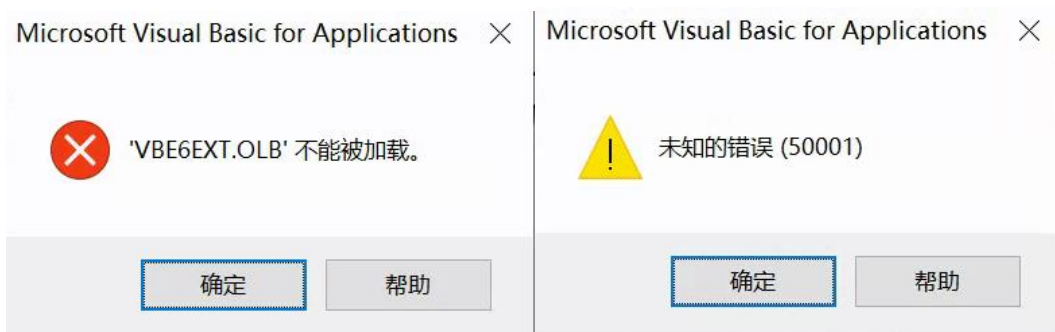 Microsoft Visual Basic for Applications
'VBE6EXT.OLB' 不能被加载。
确定
帮助
Microsoft Visual Basic for Applications
未知的错误 (50001)
确定
帮助